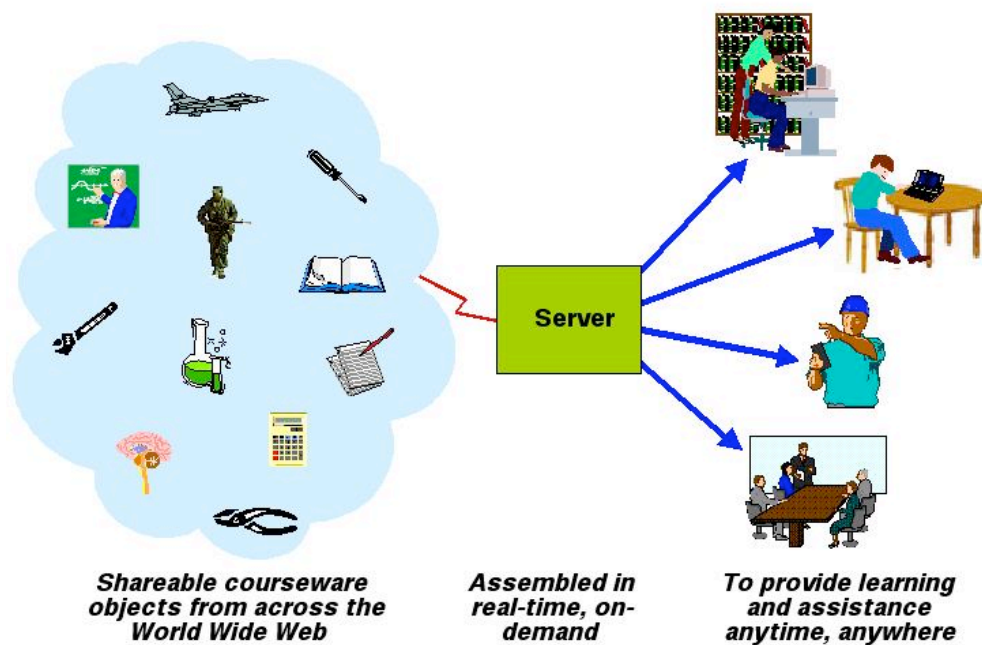 Server
Shareable courseware
objects from across the
World Wide Web
Assembled in
real-time, on-
demand
To provide learning
and assistance
anytime, anywhere